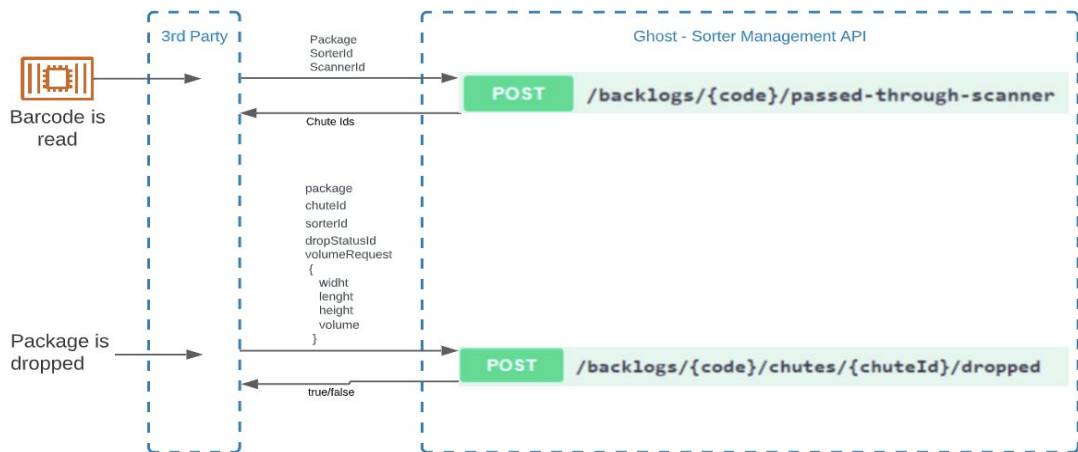 3rd Party
Ghost - Sorter Management API
Package
SorterId
ScannerId
POST /backlogs/{code}/passed-through-scanner
Barcode is
read
Chute Ids
package
chuteId
sorterId
dropStatusId
volumeRequest
{
widht
lenght
height
volume
}
Package is
dropped
POST /backlogs/{code}/chutes/{chuteId}/dropped
true/false